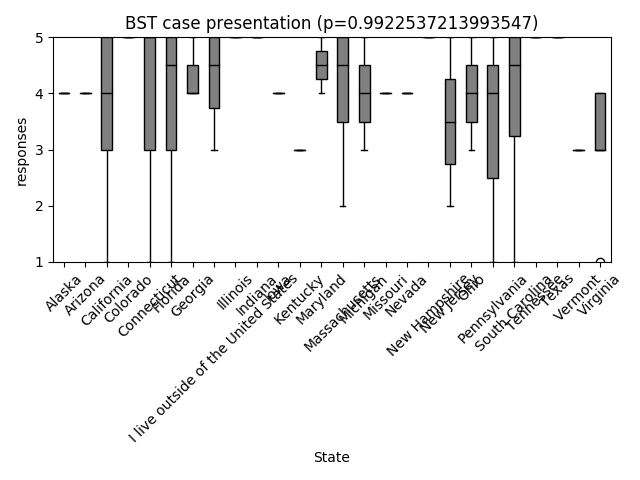 BST case presentation (p=0.9922537213993547)
responses
5
4
3
2
1
Alaska
Arizona
California
Colorado
Connecticut
Florida
Georgia
I live outside of the United States
Illinois
Indiana
Iowa
Kentucky
Maryland
Massachusetts
Michigan
Missouri
Nevada
New Hampshire
New Jersey
Ohio
Pennsylvania
South Carolina
Tennessee
Texas
Vermont
Virginia
State